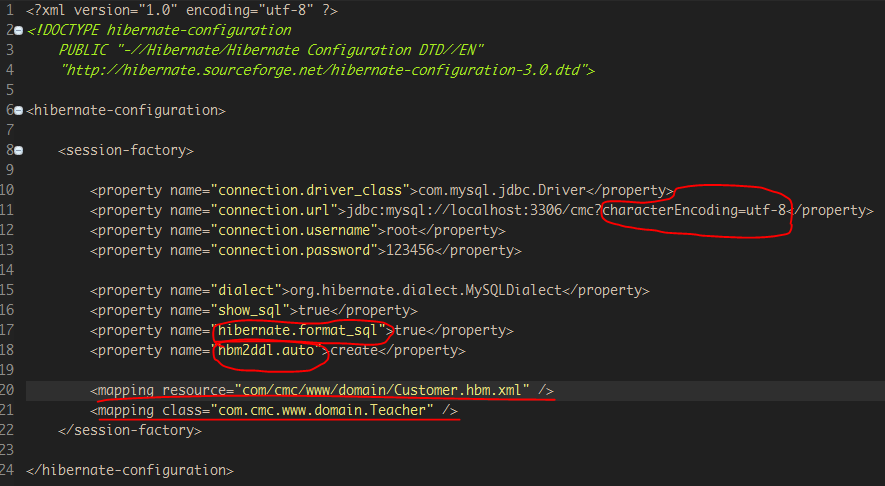 1 <?xml version="1.0" encoding="utf-8" ?>
2 <!DOCTYPE hibernate-configuration
3 PUBLIC "-//Hibernate/Hibernate Configuration DTD//EN"
4 "http://hibernate.sourceforge.net/hibernate-configuration-3.0.dtd">
5
6 <hibernate-configuration>
7
8 <session-factory>
9
10 <property name="connection.driver_class">com.mysql.jdbc.Driver</property>
11 <property name="connection.url">jdbc:mysql://localhost:3306/cmc?characterEncoding=utf-8</property>
12 <property name="connection.username">root</property>
13 <property name="connection.password">123456</property>
14
15 <property name="dialect">org.hibernate.dialect.MySQLDialect</property>
16 <property name="show_sql">true</property>
17 <property name="hibernate.format_sql">true</property>
18 <property name="hbm2ddl.auto">create</property>
19
20 <mapping resource="com/cmc/www/domain/Customer.hbm.xml" />
21 <mapping class="com.cmc.www.domain.Teacher" />
22 </session-factory>
23
24 </hibernate-configuration>